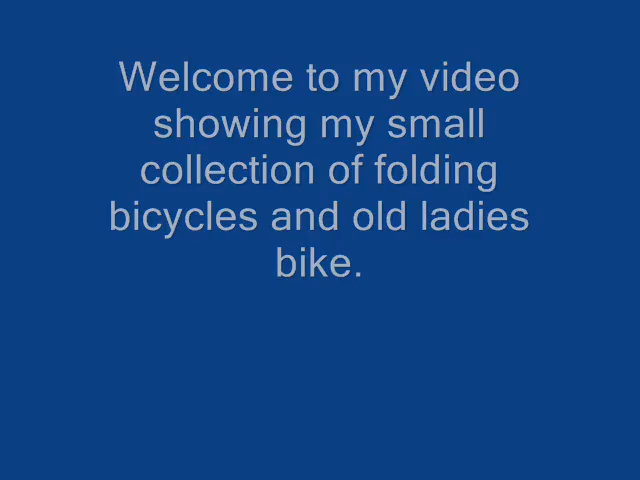 Welcome to my video
showing my small
collection of folding
bicycles and old ladies
bike.